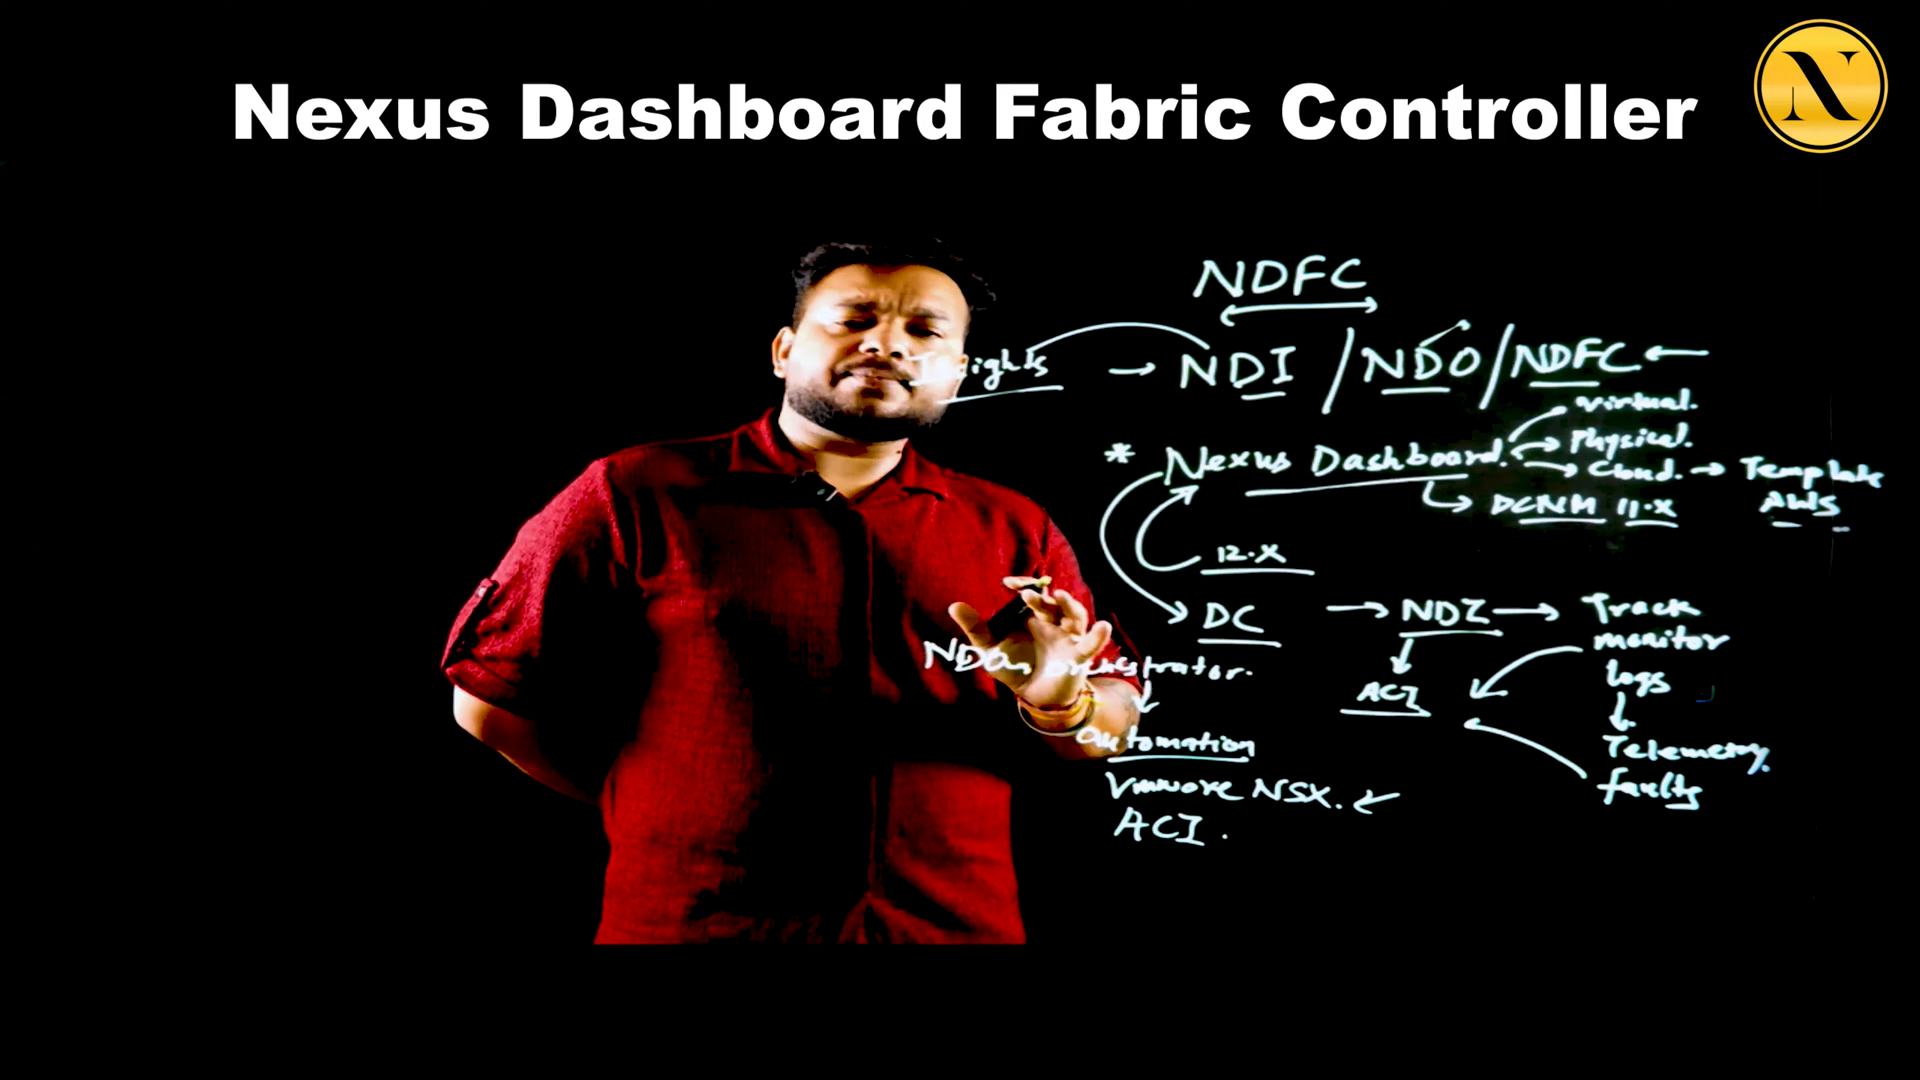 Nexus Dashboard Fabric Controller
N
NDFC
→ NDI / NDO / NDFC ←
Virtual.
Physical.
* Nexus Dashboard.
Cloud. → Template
AWS
↳ DCNM 11.X
12.X
DC → NDI → Track
monitor
logs
↓
Telemetry.
faults
↓
ACI
NDO orchestrator.
↓
automation
Vmware NSX. ←
ACI.